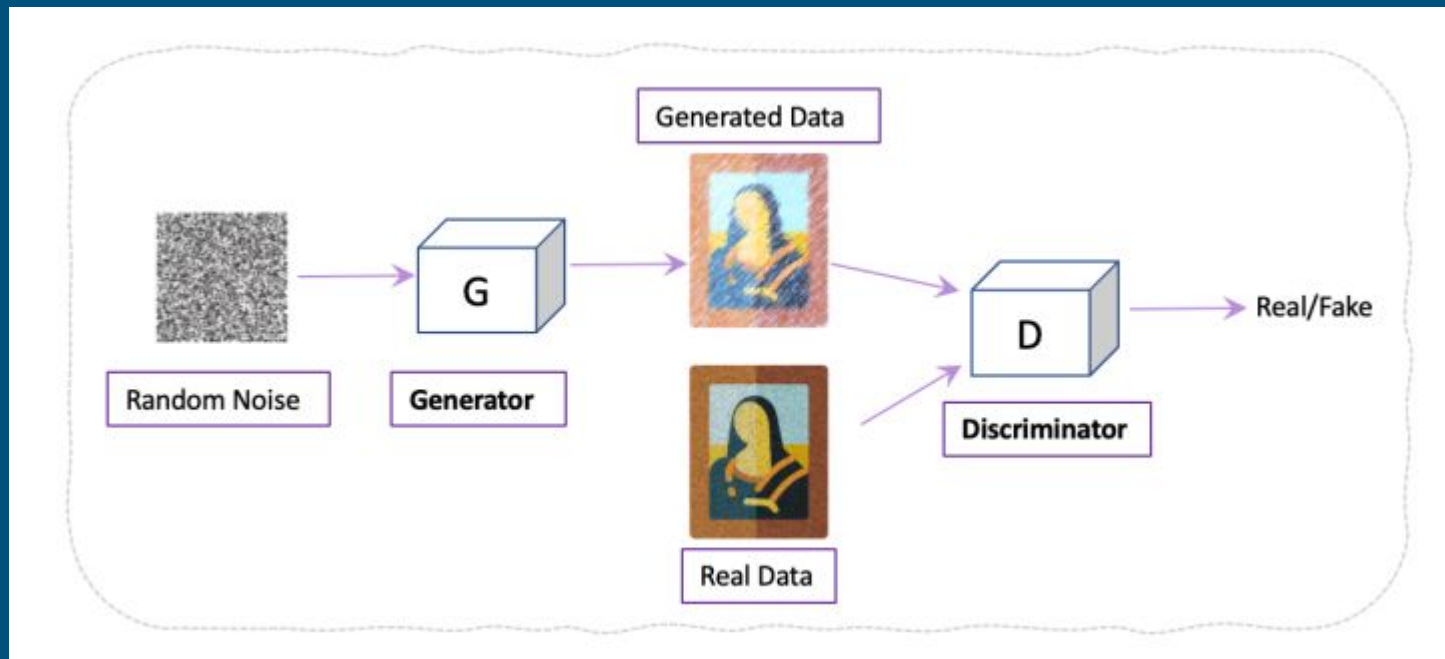 Generated Data
G
D
Real/Fake
Random Noise
Generator
Discriminator
Real Data